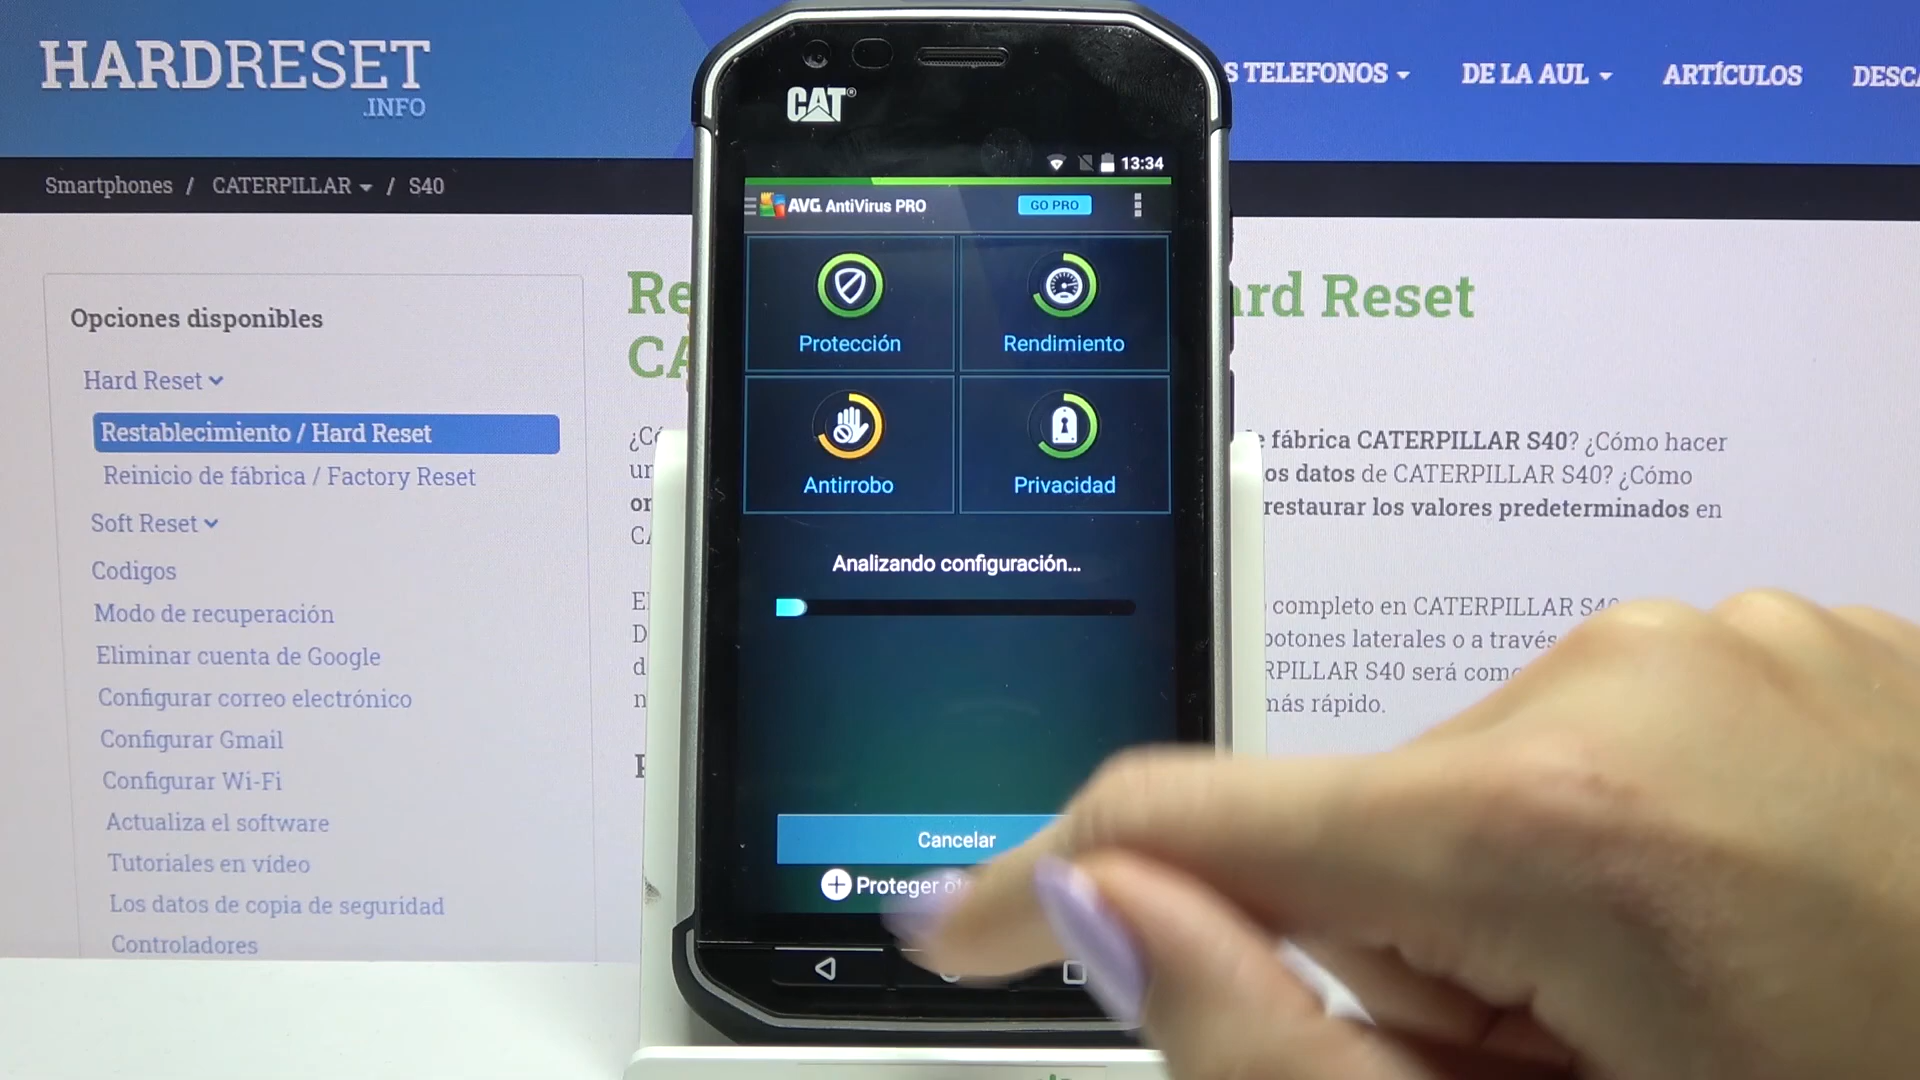 HARDRESET
.INFO
TELEFONOS
DE LA AUL
ARTÍCULOS
Smartphones / CATERPILLAR / S40
CAT®
13:34
AVG AntiVirus PRO
GO PRO
Protección
Rendimiento
Antirrobo
Privacidad
Analizando configuración...
Cancelar
Proteger
Opciones disponibles
Hard Reset
Restablecimiento / Hard Reset
Reinicio de fábrica / Factory Reset
Soft Reset
Codigos
Modo de recuperación
Eliminar cuenta de Google
Configurar correo electrónico
Configurar Gmail
Configurar Wi-Fi
Actualiza el software
Tutoriales en vídeo
Los datos de copia de seguridad
Controladores
Reset
fábrica CATERPILLAR S40? ¿Cómo hacer
datos de CATERPILLAR S40? ¿Cómo
restaurar los valores predeterminados en
completo en CATERPILLAR S40
botones laterales o a través
S40 será como
más rápido.